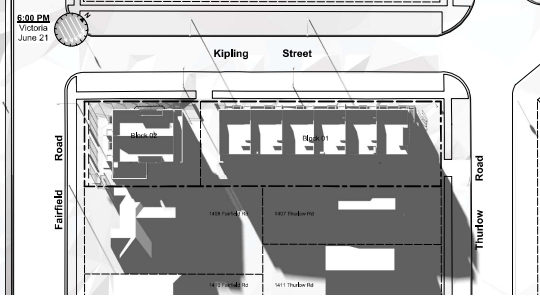 6:00 PM
Victoria
June 21
N
Kipling Street
Block 02
Block 01
Fairfield Road
Thurlow Road
1409 Fairfield Rd
1407 Thurlow Rd
1411 Thurlow Rd